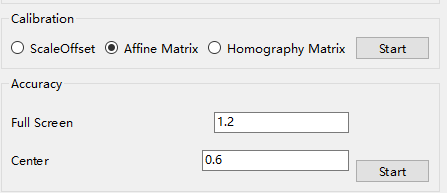 Calibration
ScaleOffset Affine Matrix Homography Matrix Start
Accuracy
Full Screen 1.2
Center 0.6
Start